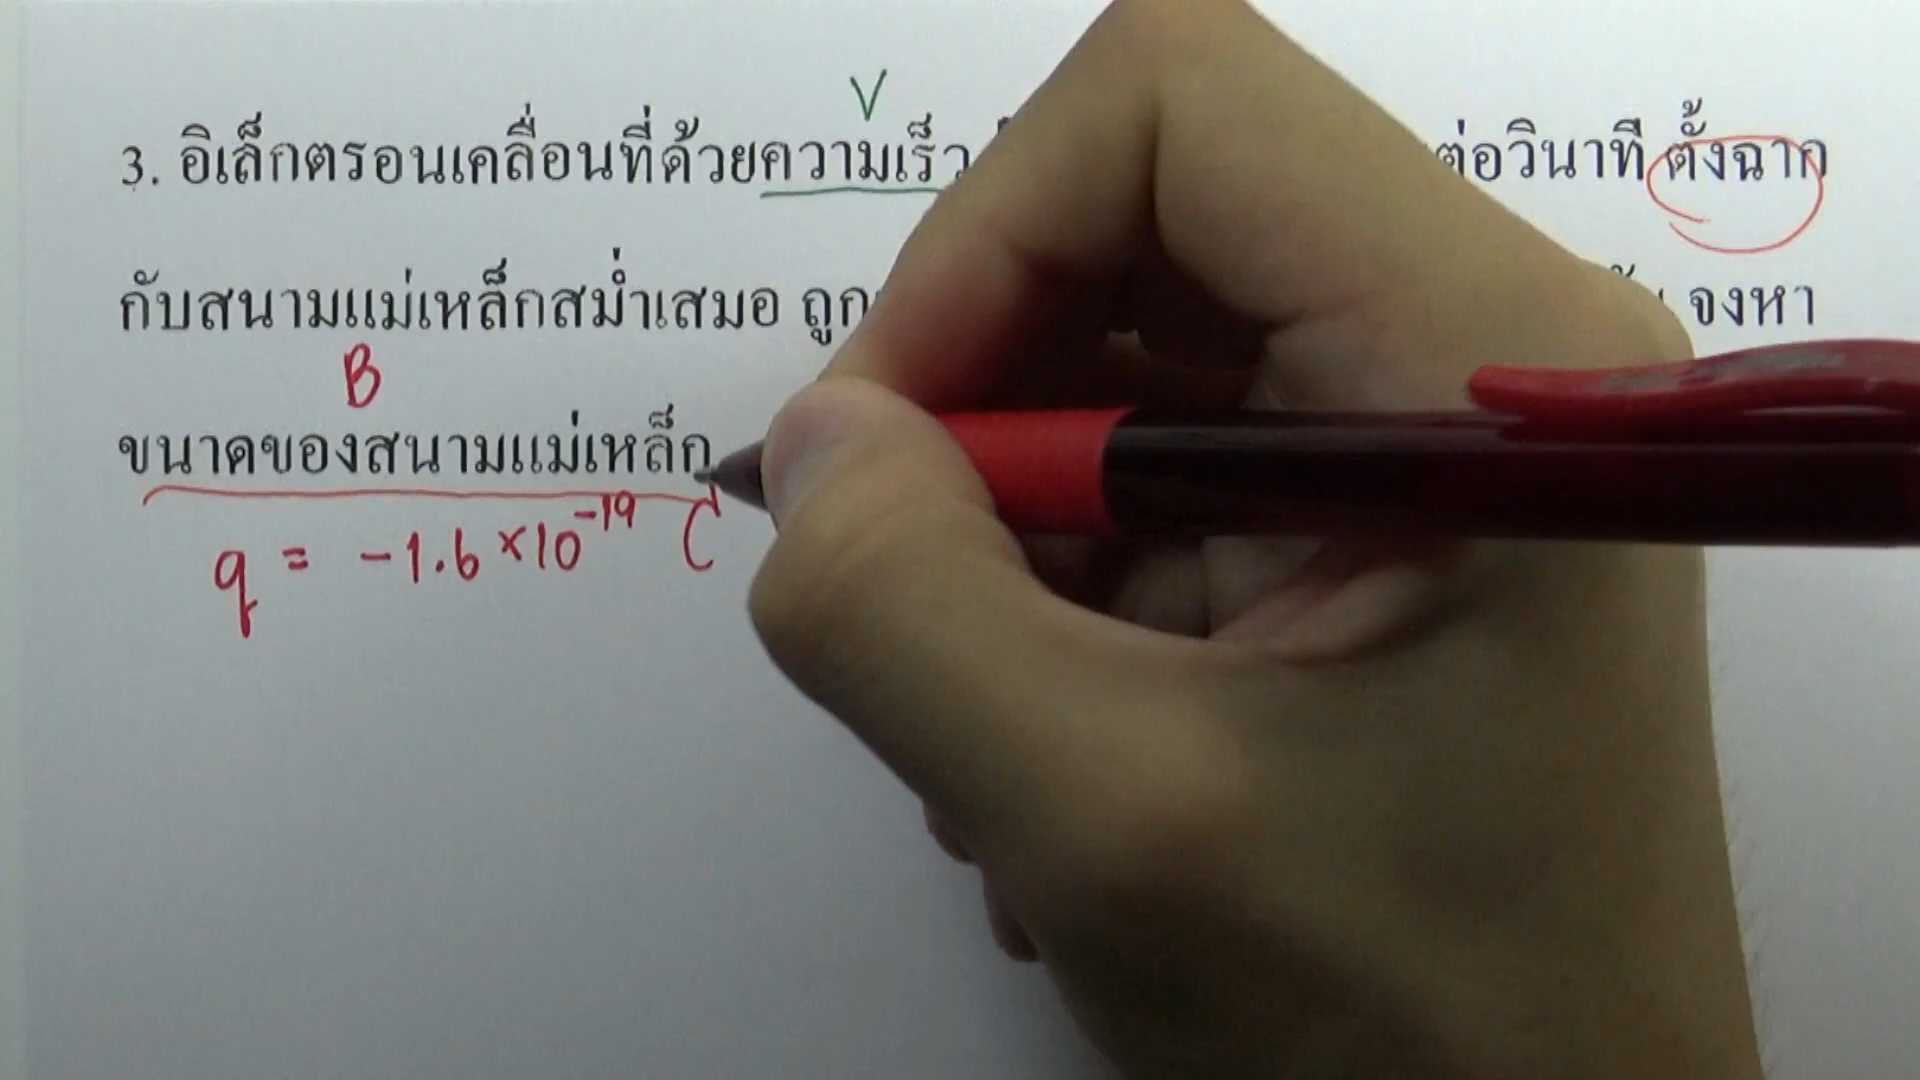 V
3. อิเล็กตรอนเคลื่อนที่ด้วยความเร็ว ต่อวินาที ตั้งฉาก
กับสนามแม่เหล็กสม่ำเสมอ ถูก จงหา
B
ขนาดของสนามแม่เหล็ก
q = -1.6 × 10⁻¹⁹ C